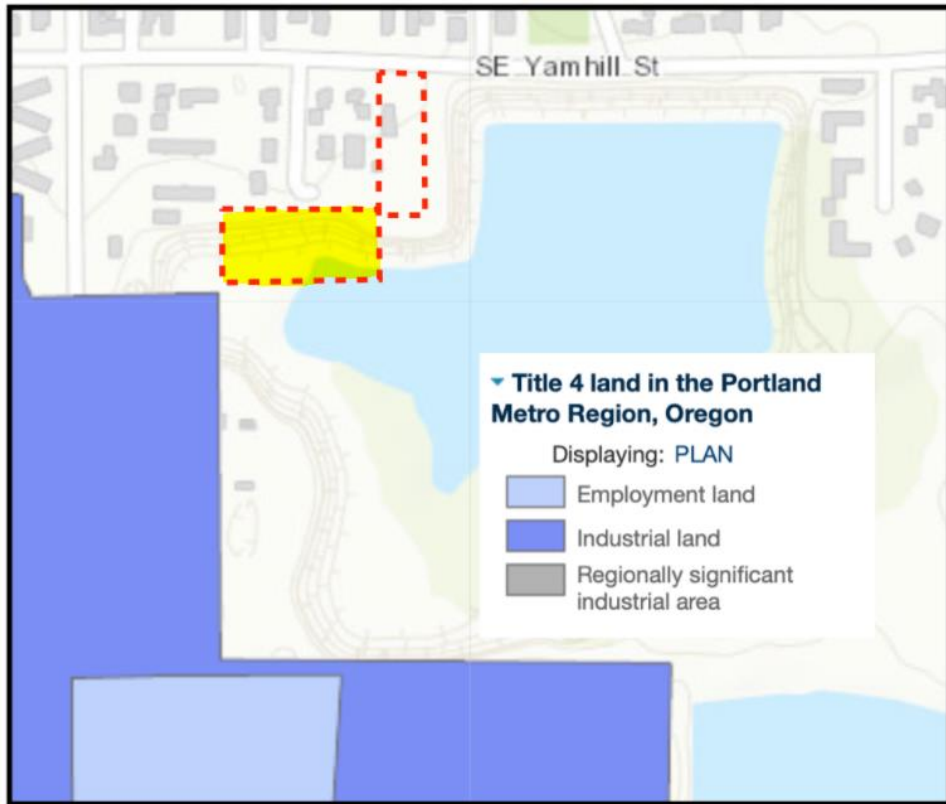 SE Yamhill St
Title 4 land in the Portland
Metro Region, Oregon
Displaying: PLAN
Employment land
Industrial land
Regionally significant
industrial area